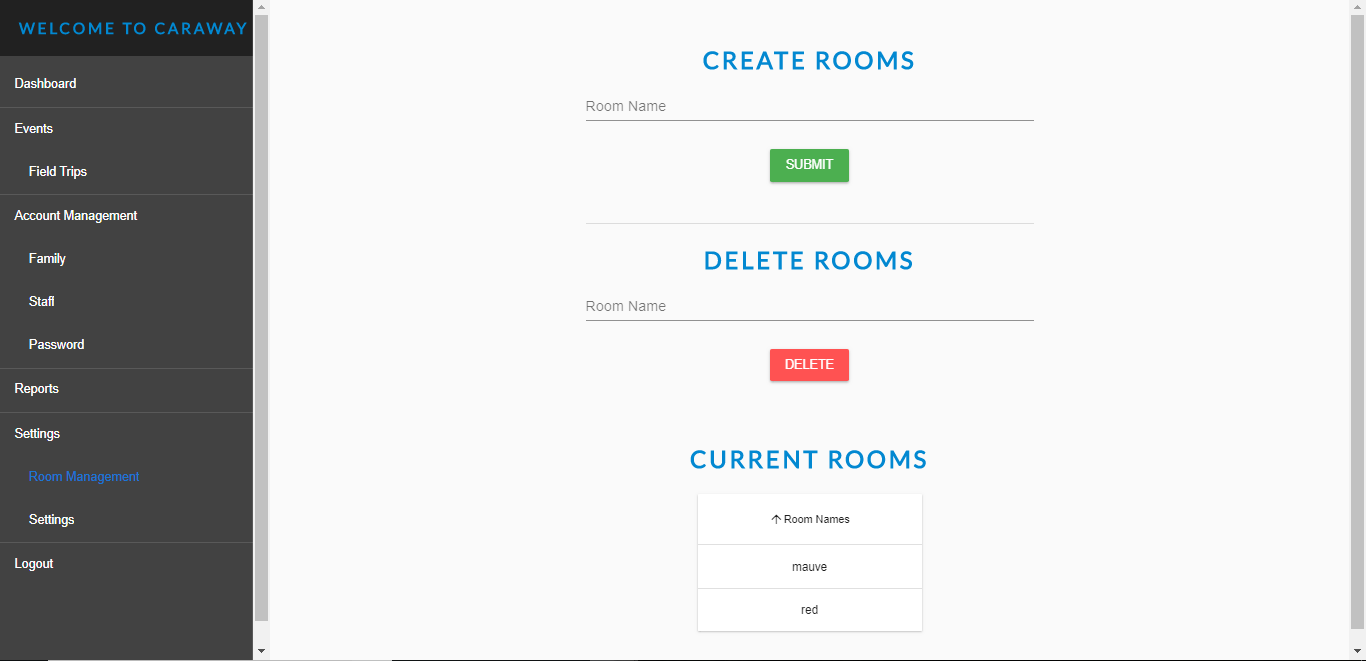 WELCOME TO CARAWAY
Dashboard
Events
Field Trips
Account Management
Family
Staff
Password
Reports
Settings
Room Management
Settings
Logout
CREATE ROOMS
Room Name
SUBMIT
DELETE ROOMS
Room Name
DELETE
CURRENT ROOMS
Room Names
mauve
red